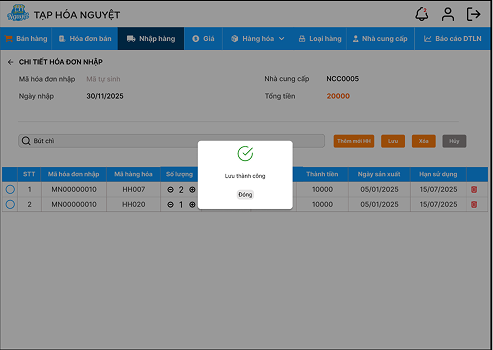 Nguyệt
TẠP HÓA NGUYỆT
Bán hàng
Hóa đơn bán
Nhập hàng
Giá
Hàng hóa
Loại hàng
Nhà cung cấp
Báo cáo DTLN
CHI TIẾT HÓA ĐƠN NHẬP
Mã hóa đơn nhập Mã tự sinh Nhà cung cấp NCC0005
Ngày nhập 30/11/2025 Tổng tiền 20000
Bút chì Thêm mới HH Lưu Xóa Hủy
STT Mã hóa đơn nhập Mã hàng hóa Số lượng Thành tiền Ngày sản xuất Hạn sử dụng
1 MN00000010 HH007 2 10000 05/01/2025 15/07/2025
2 MN00000010 HH020 1 10000 05/01/2025 15/07/2025
Lưu thành công
Đóng